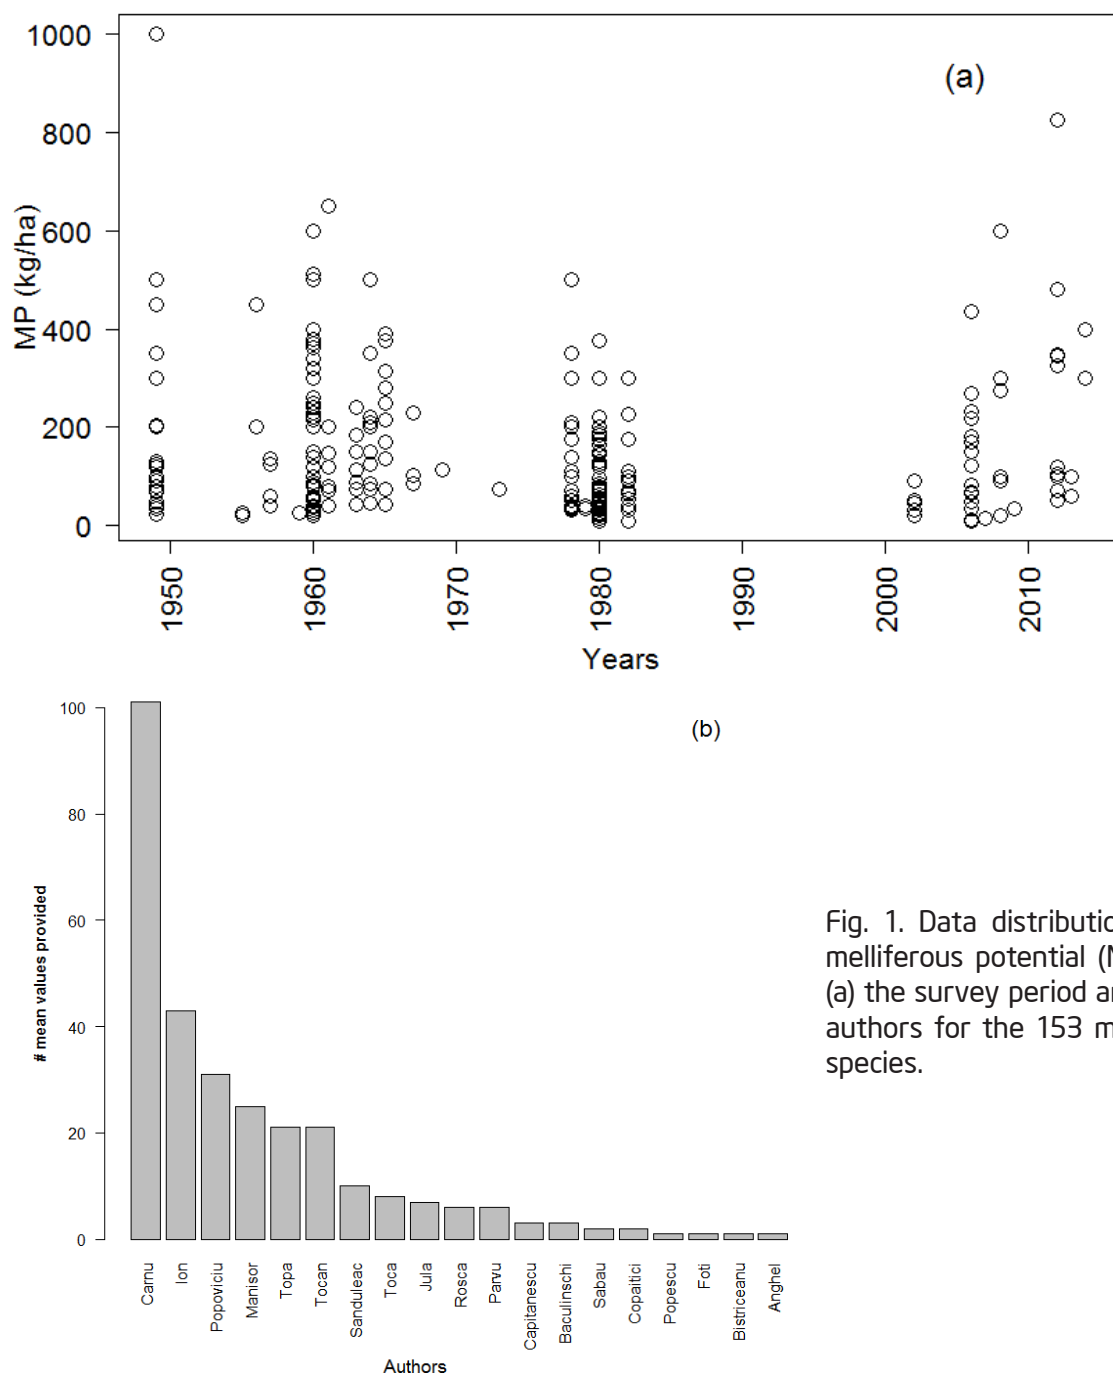 1000
800
600
400
200
0
MP (kg/ha)
(a)
1950
1960
1970
1980
1990
2000
2010
Years
100
80
60
40
20
0
# mean values provided
(b)
Carnu
Ion
Popoviciu
Manisor
Topa
Tocan
Sanduleac
Toca
Jula
Rosca
Parvu
Capitanescu
Baculinschi
Sabau
Copaitici
Popescu
Foti
Bistriceanu
Anghel
Authors
Fig. 1. Data distributio
melliferous potential (
(a) the survey period a
authors for the 153 m
species.